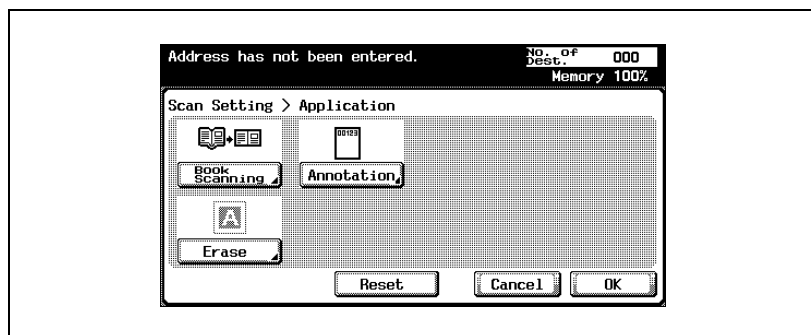 Address has not been entered.
No. of Dest. 000
Memory 100%
Scan Setting > Application
00123
Book Scanning
Annotation
Erase
A
Reset
Cancel
OK